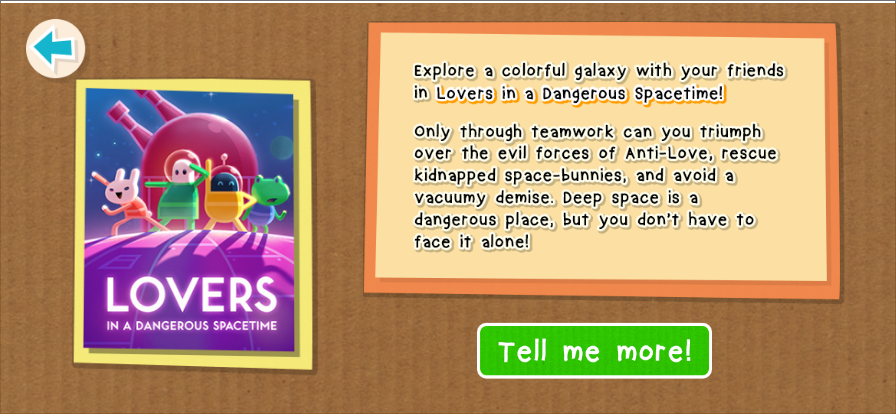 LOVERS
IN A DANGEROUS SPACETIME
Explore a colorful galaxy with your friends
in Lovers in a Dangerous Spacetime!
Only through teamwork can you triumph
over the evil forces of Anti-Love, rescue
kidnapped space-bunnies, and avoid a
vacuumy demise. Deep space is a
dangerous place, but you don't have to
face it alone!
Tell me more!